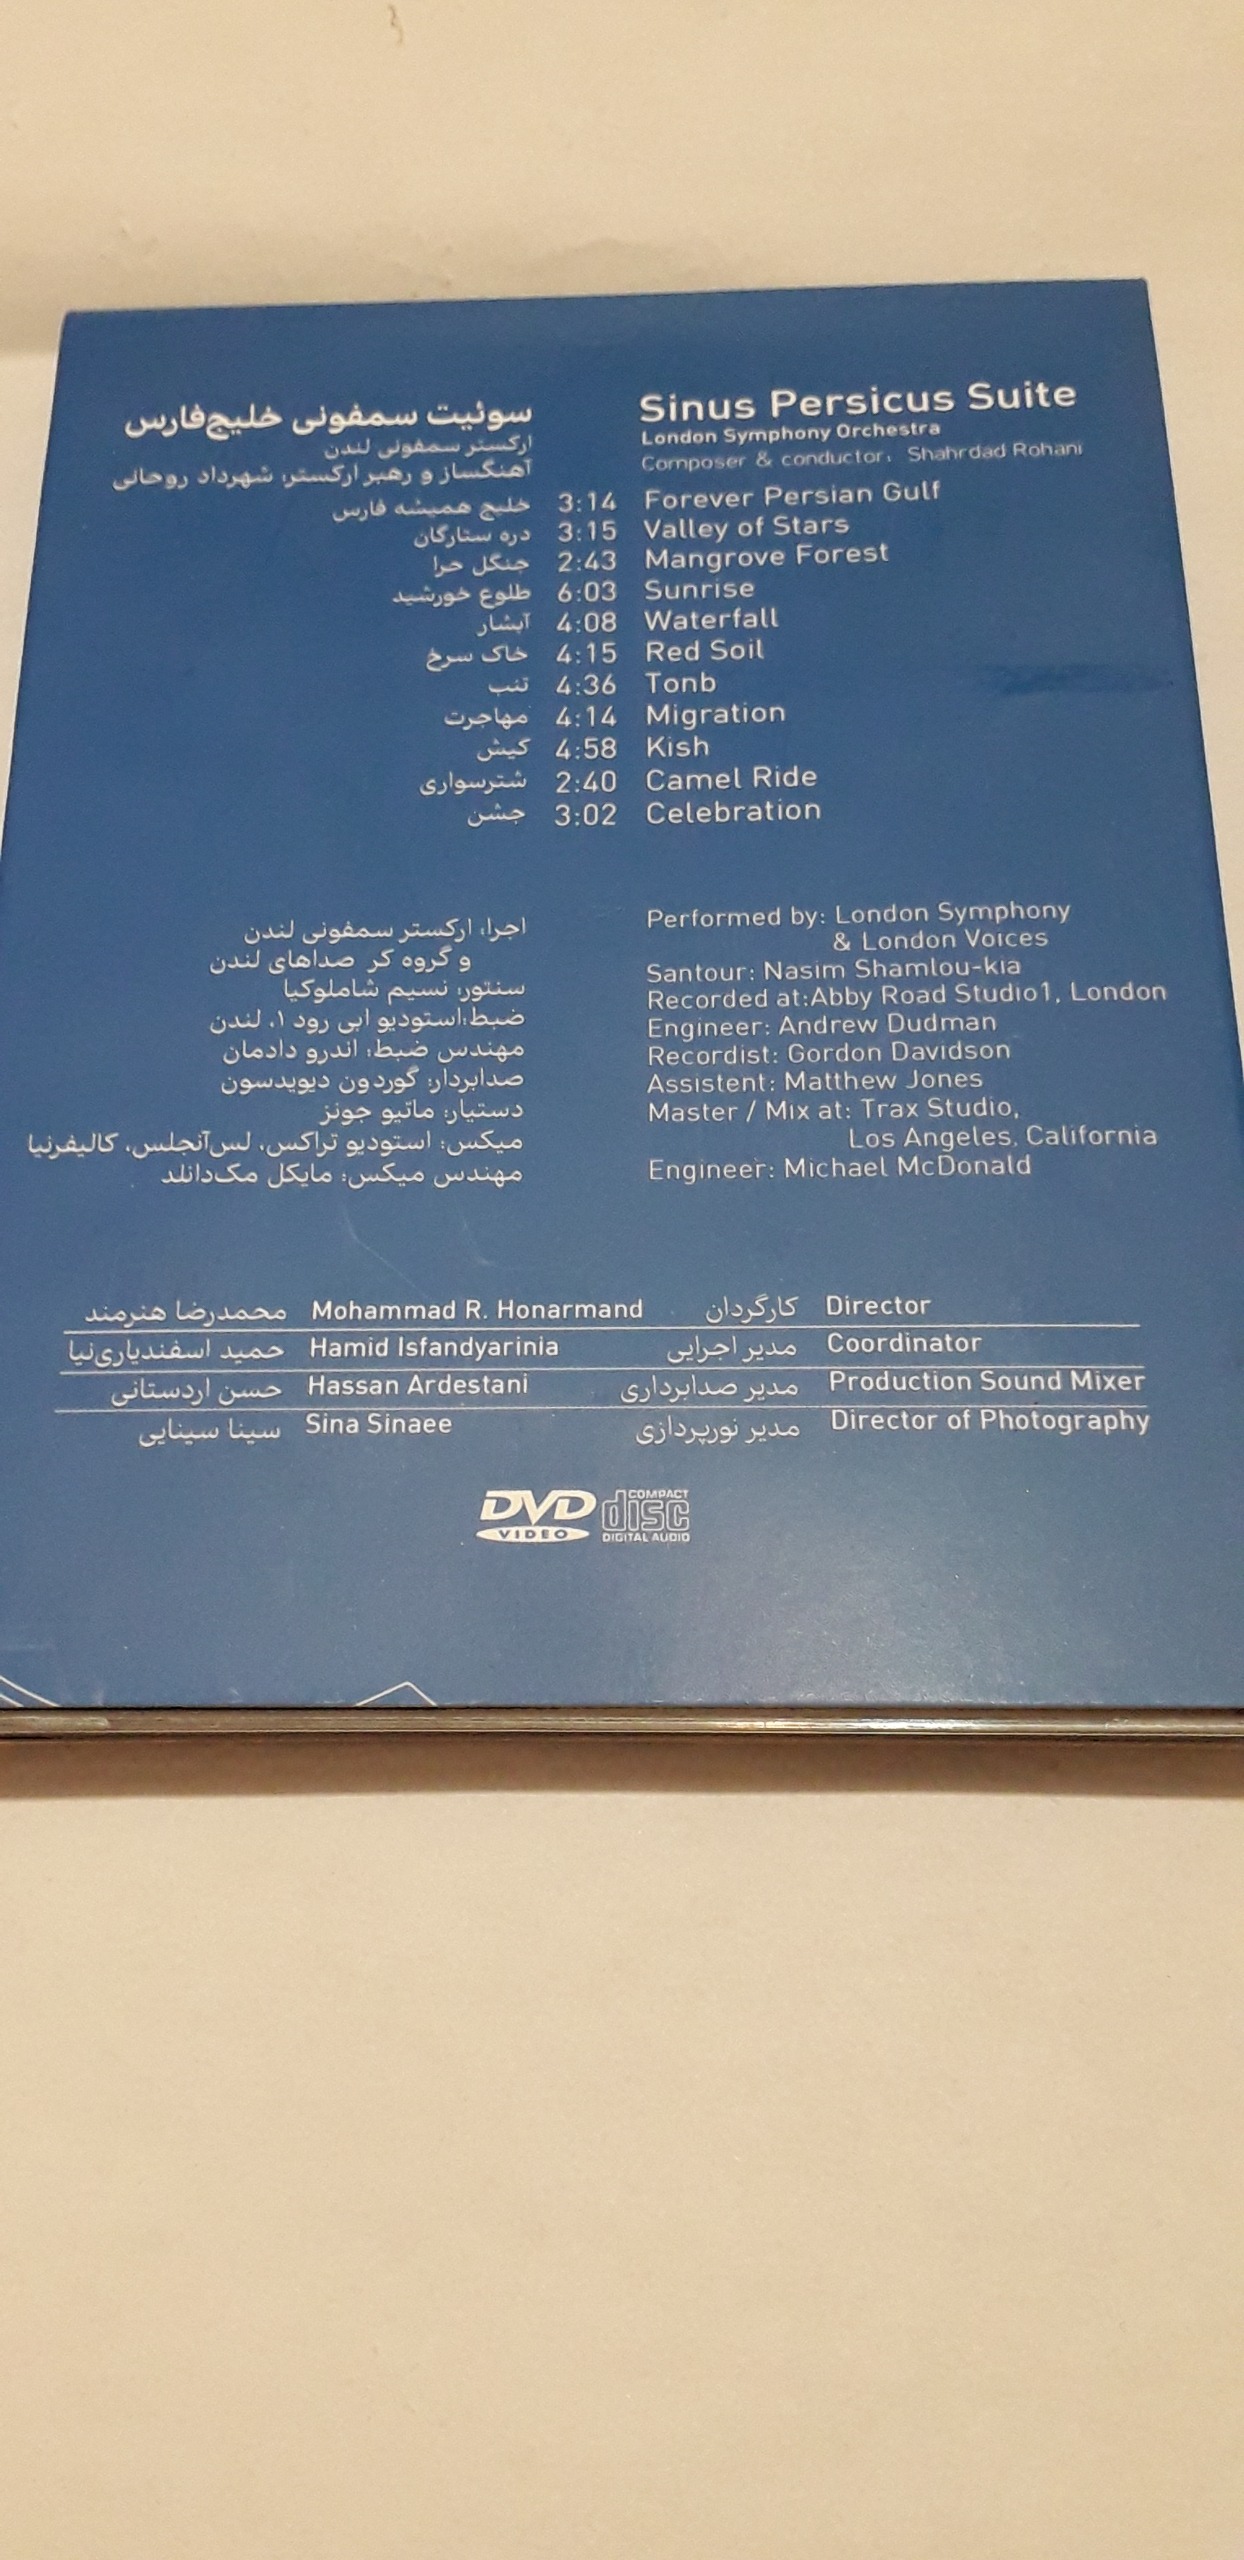 سوئیت سمفونی خلیج‌فارس Sinus Persicus Suite
ارکستر سمفونی لندن London Symphony Orchestra
آهنگساز و رهبر ارکستر: شهرداد روحانی Composer & conductor: Shahrdad Rohani
خلیج همیشه فارس 3:14 Forever Persian Gulf
دره ستارگان 3:15 Valley of Stars
جنگل حرا 2:43 Mangrove Forest
طلوع خورشید 6:03 Sunrise
آبشار 4:08 Waterfall
خاک سرخ 4:15 Red Soil
تنب 4:36 Tonb
مهاجرت 4:14 Migration
کیش 4:58 Kish
شترسواری 2:40 Camel Ride
جشن 3:02 Celebration
اجرا: ارکستر سمفونی لندن Performed by: London Symphony
و گروه کر صداهای لندن & London Voices
سنتور: نسیم شاملوکیا Santour: Nasim Shamlou-kia
ضبط:استودیو ابی رود ۱، لندن Recorded at:Abby Road Studio1, London
مهندس ضبط: اندرو دادمان Engineer: Andrew Dudman
صدابردار: گوردون دیویدسون Recordist: Gordon Davidson
دستیار: ماتیو جونز Assistent: Matthew Jones
میکس: استودیو تراکس، لس‌آنجلس، کالیفرنیا Master / Mix at: Trax Studio,
Los Angeles, California
مهندس میکس: مایکل مک‌دانلد Engineer: Michael McDonald
محمدرضا هنرمند Mohammad R. Honarmand کارگردان Director
حمید اسفندیاری‌نیا Hamid Isfandyarinia مدیر اجرایی Coordinator
حسن اردستانی Hassan Ardestani مدیر صدابرداری Production Sound Mixer
سینا سینایی Sina Sinaee مدیر نورپردازی Director of Photography
DVD VIDEO COMPACT disc DIGITAL AUDIO